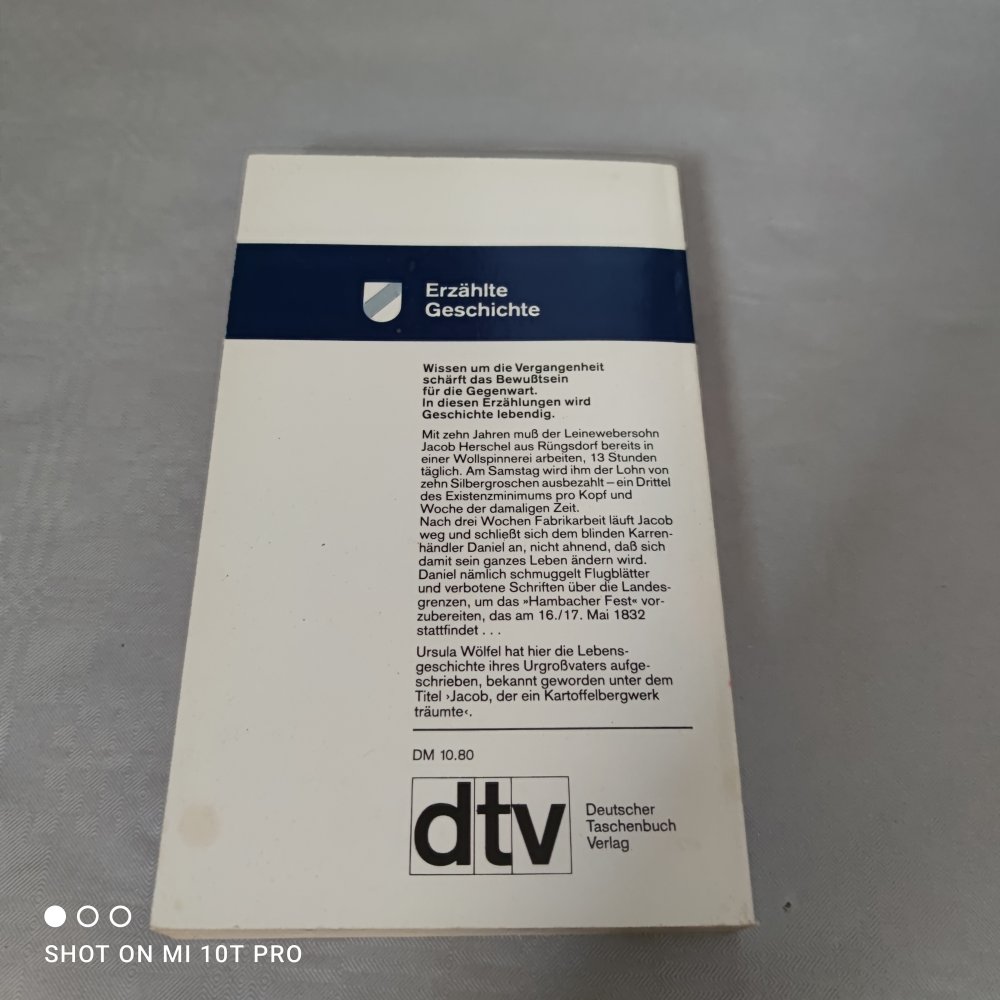 Erzählte
Geschichte
Wissen um die Vergangenheit
schärft das Bewußtsein
für die Gegenwart.
In diesen Erzählungen wird
Geschichte lebendig.
Mit zehn Jahren muß der Leinewebersohn
Jacob Herschel aus Rüngsdorf bereits in
einer Wollspinnerei arbeiten, 13 Stunden
täglich. Am Samstag wird ihm der Lohn von
zehn Silbergroschen ausbezahlt – ein Drittel
des Existenzminimums pro Kopf und
Woche der damaligen Zeit.
Nach drei Wochen Fabrikarbeit läuft Jacob
weg und schließt sich dem blinden Karren-
händler Daniel an, nicht ahnend, daß sich
damit sein ganzes Leben ändern wird.
Daniel nämlich schmuggelt Flugblätter
und verbotene Schriften über die Landes-
grenzen, um das »Hambacher Fest« vor-
zubereiten, das am 16./17. Mai 1832
stattfindet . . .
Ursula Wölfel hat hier die Lebens-
geschichte ihres Urgroßvaters aufge-
schrieben, bekannt geworden unter dem
Titel ›Jacob, der ein Kartoffelbergwerk
träumte‹.
DM 10.80
dtv
Deutscher
Taschenbuch
Verlag
SHOT ON MI 10T PRO